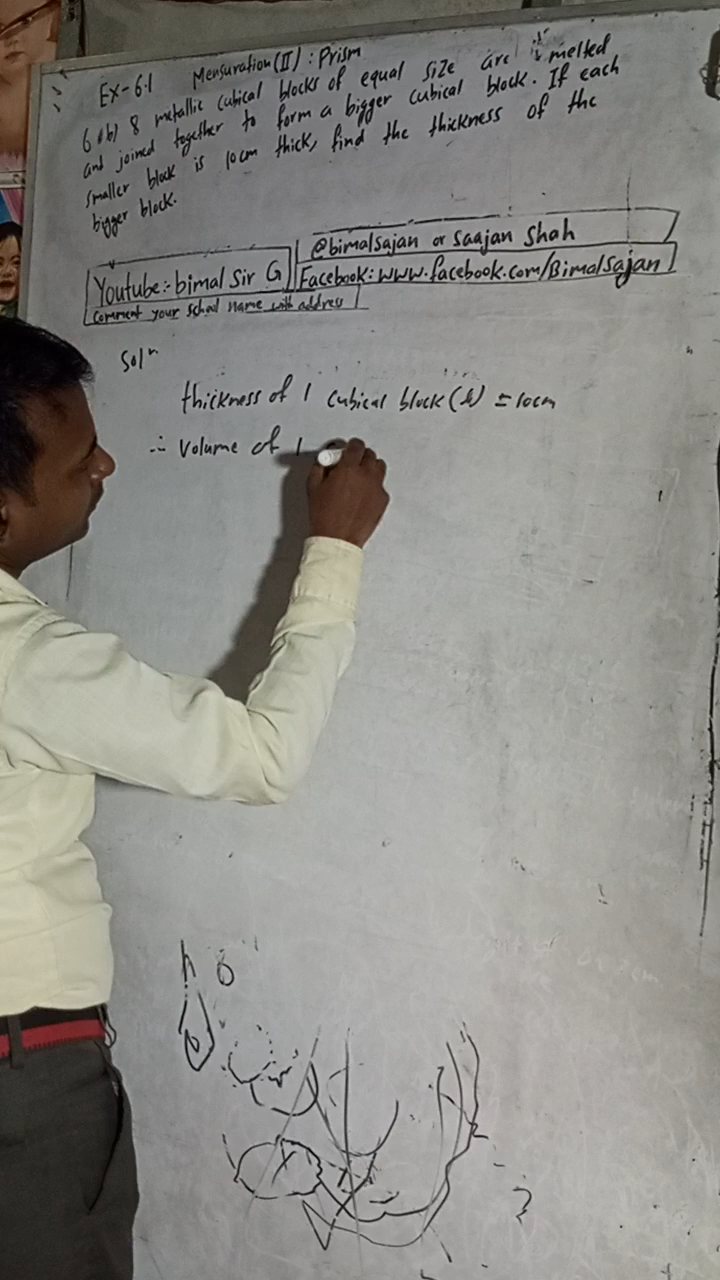 Ex-6.1 Mensuration(II): Prism
6.(b) 8 metallic cubical blocks of equal size are melted
and joined together to form a bigger cubical block. If each
smaller block is 10cm thick, find the thickness of the
bigger block.
@bimalsajan or Saajan Shah
Youtube:- bimal Sir G
Facebook: www.facebook.com/BimalSajan
Comment your school name with address
Solⁿ
thickness of 1 cubical block = 10cm
∴ Volume of 1
h 6